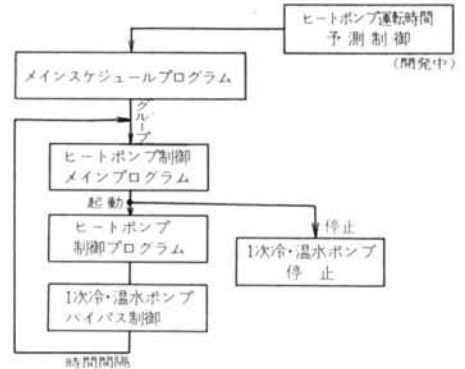 ヒートポンプ運転時間
予測制御
(開発中)
メインスケジュールプログラム
グループ
ヒートポンプ制御
メインプログラム
起動
停止
ヒートポンプ
制御プログラム
1次冷・温水ポンプ
停止
1次冷・温水ポンプ
バイパス制御
時間間隔